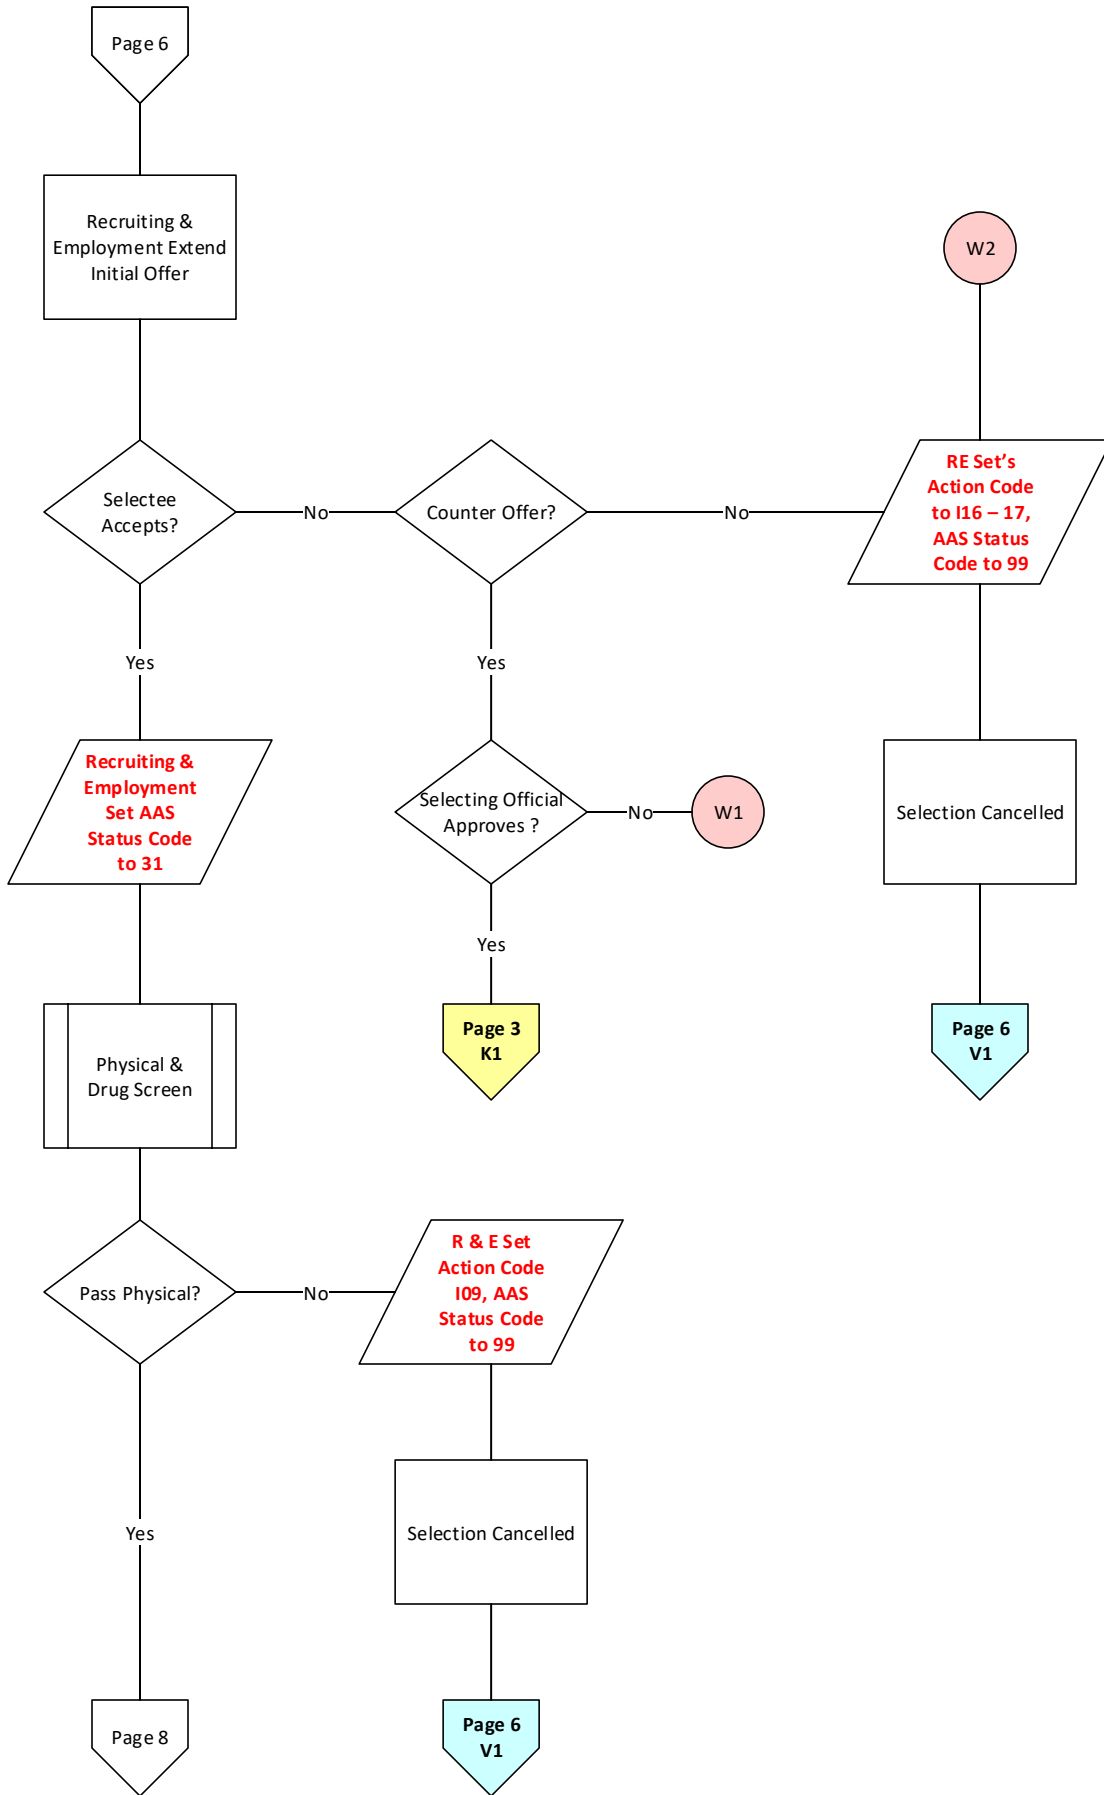 Page 6
Recruiting &
Employment Extend
Initial Offer
W2
Selectee
Accepts?
No
Counter Offer?
No
RE Set's
Action Code
to I16 – 17,
AAS Status
Code to 99
Yes
Yes
Recruiting &
Employment
Set AAS
Status Code
to 31
Selecting Official
Approves ?
No
W1
Selection Cancelled
Yes
Physical &
Drug Screen
Page 3
K1
Page 6
V1
Pass Physical?
No
R & E Set
Action Code
I09, AAS
Status Code
to 99
Yes
Selection Cancelled
Page 8
Page 6
V1